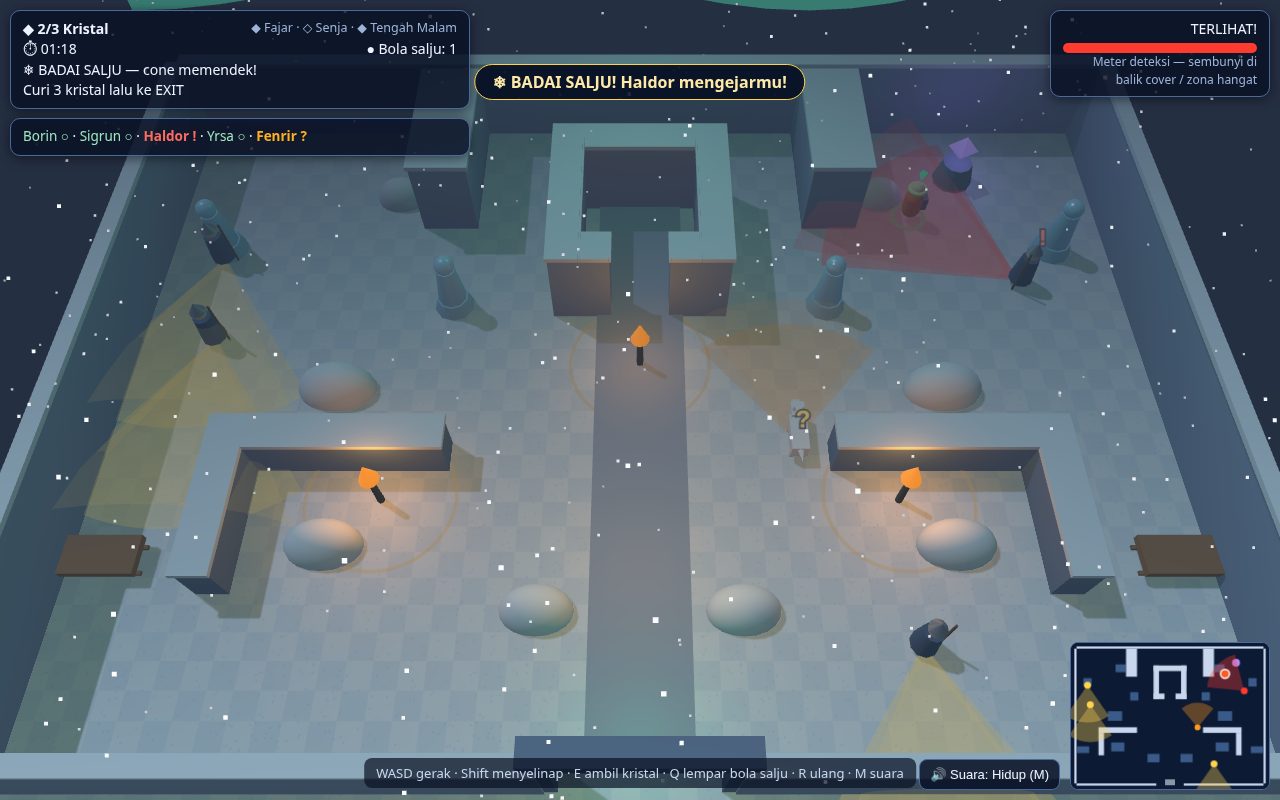 ◆ 2/3 Kristal
◆ Fajar · ◇ Senja · ◆ Tengah Malam
⏱ 01:18
● Bola salju: 1
❄ BADAI SALJU — cone memendek!
Curi 3 kristal lalu ke EXIT
Borin ○ · Sigrun ○ · Haldor ! · Yrsa ○ · Fenrir ?
❄ BADAI SALJU! Haldor mengejarmu!
TERLIHAT!
Meter deteksi — sembunyi di
balik cover / zona hangat
!
?
WASD gerak · Shift menyelinap · E ambil kristal · Q lempar bola salju · R ulang · M suara
🔊 Suara: Hidup (M)